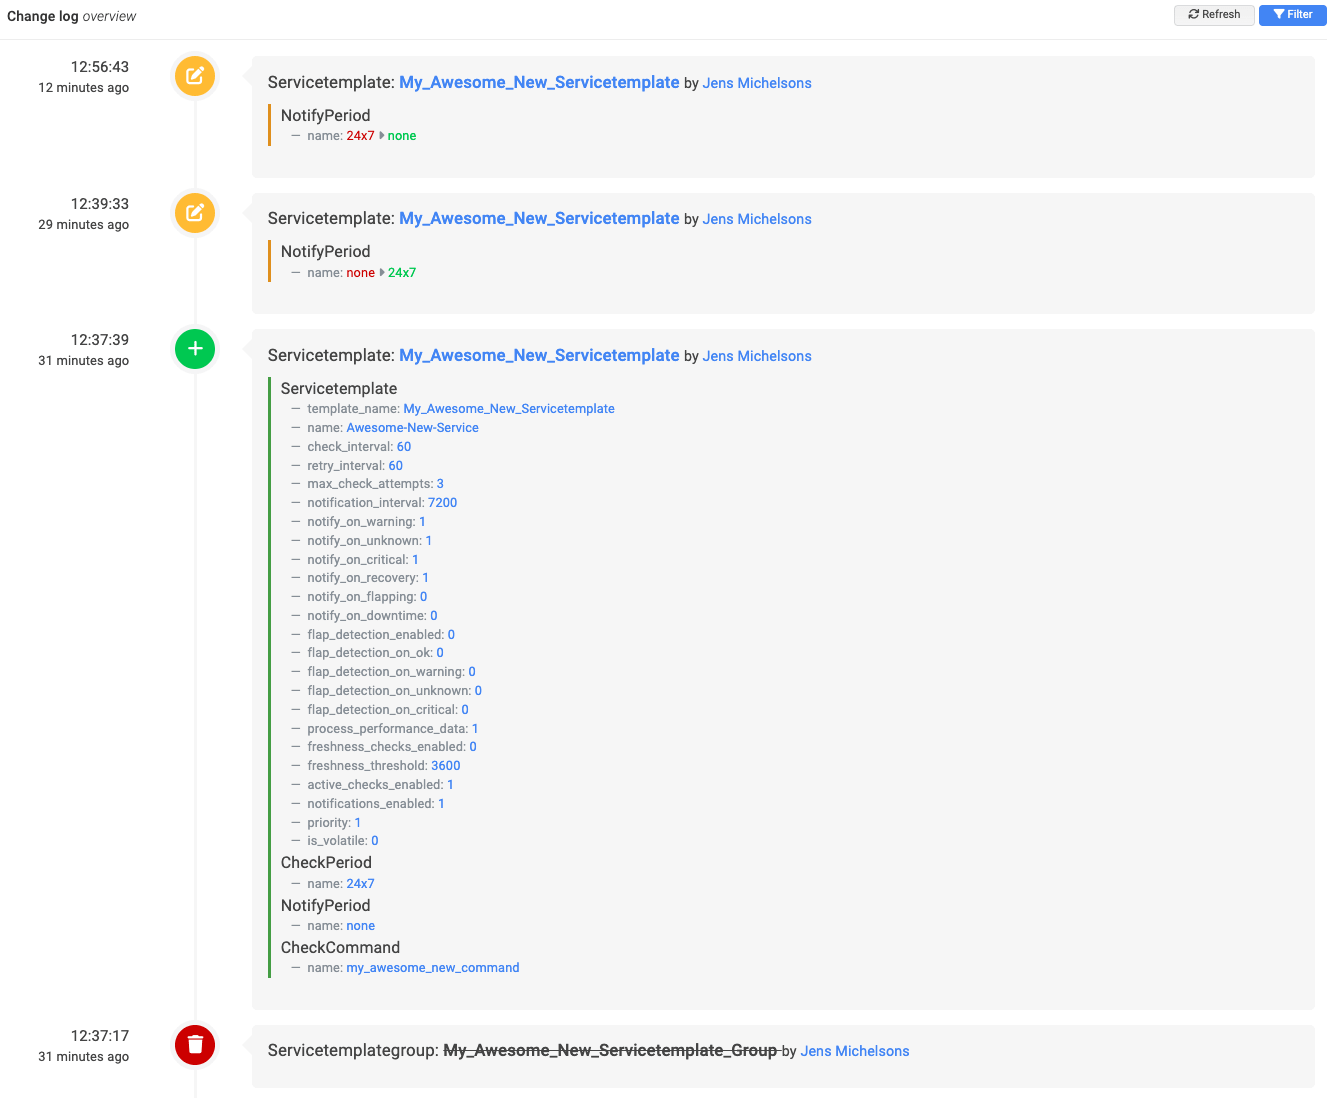 Change log overview
Refresh
Filter
12:56:43
12 minutes ago
Servicetemplate: My_Awesome_New_Servicetemplate by Jens Michelsons
NotifyPeriod
— name: 24x7 none
12:39:33
29 minutes ago
Servicetemplate: My_Awesome_New_Servicetemplate by Jens Michelsons
NotifyPeriod
— name: none 24x7
12:37:39
31 minutes ago
Servicetemplate: My_Awesome_New_Servicetemplate by Jens Michelsons
Servicetemplate
— template_name: My_Awesome_New_Servicetemplate
— name: Awesome-New-Service
— check_interval: 60
— retry_interval: 60
— max_check_attempts: 3
— notification_interval: 7200
— notify_on_warning: 1
— notify_on_unknown: 1
— notify_on_critical: 1
— notify_on_recovery: 1
— notify_on_flapping: 0
— notify_on_downtime: 0
— flap_detection_enabled: 0
— flap_detection_on_ok: 0
— flap_detection_on_warning: 0
— flap_detection_on_unknown: 0
— flap_detection_on_critical: 0
— process_performance_data: 1
— freshness_checks_enabled: 0
— freshness_threshold: 3600
— active_checks_enabled: 1
— notifications_enabled: 1
— priority: 1
— is_volatile: 0
CheckPeriod
— name: 24x7
NotifyPeriod
— name: none
CheckCommand
— name: my_awesome_new_command
12:37:17
31 minutes ago
Servicetemplategroup: My_Awesome_New_Servicetemplate_Group by Jens Michelsons